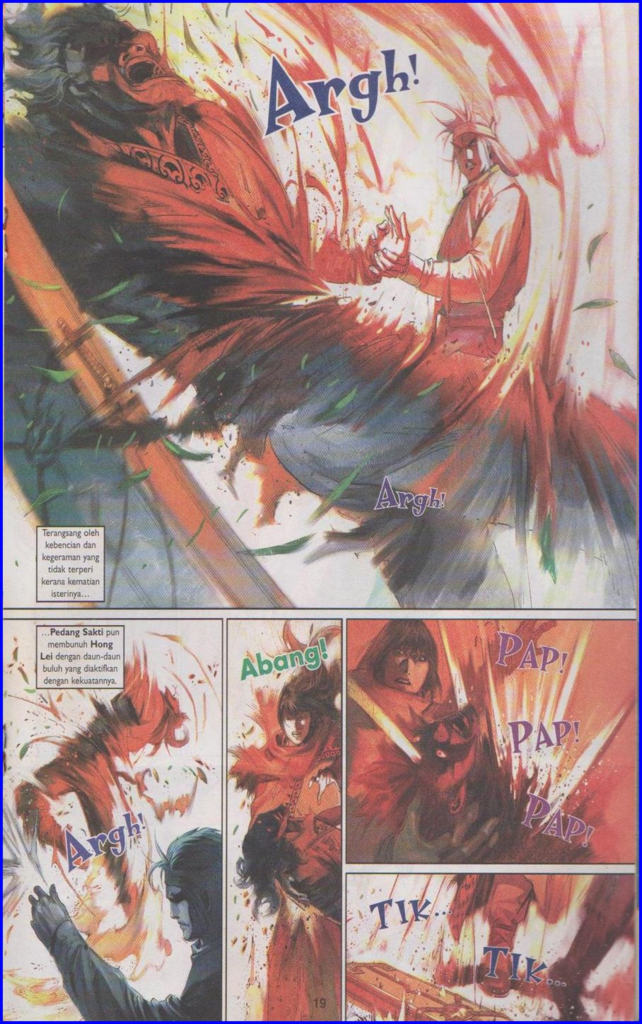 Argh!
Argh!
Terangsang oleh
kebencian dan
kegeraman yang
tidak terperi
kerana kematian
isterinya...
...Pedang Sakti pun
membunuh Hong
Lei dengan daun-daun
buluh yang diaktifkan
dengan kekuatannya.
Argh!
Abang!
PAP!
PAP!
PAP!
TIK...
TIK...
19